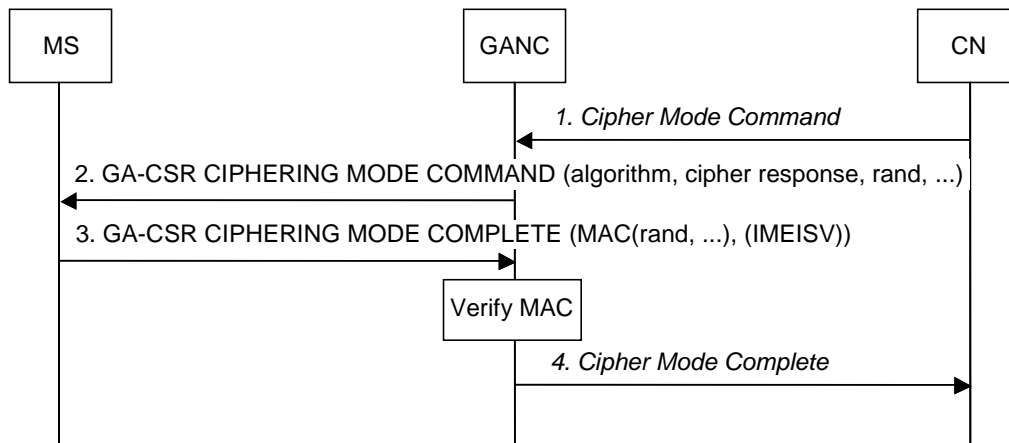 MS
GANC
CN
1. Cipher Mode Command
2. GA-CSR CIPHERING MODE COMMAND (algorithm, cipher response, rand, ...)
3. GA-CSR CIPHERING MODE COMPLETE (MAC(rand, ...), (IMEISV))
Verify MAC
4. Cipher Mode Complete